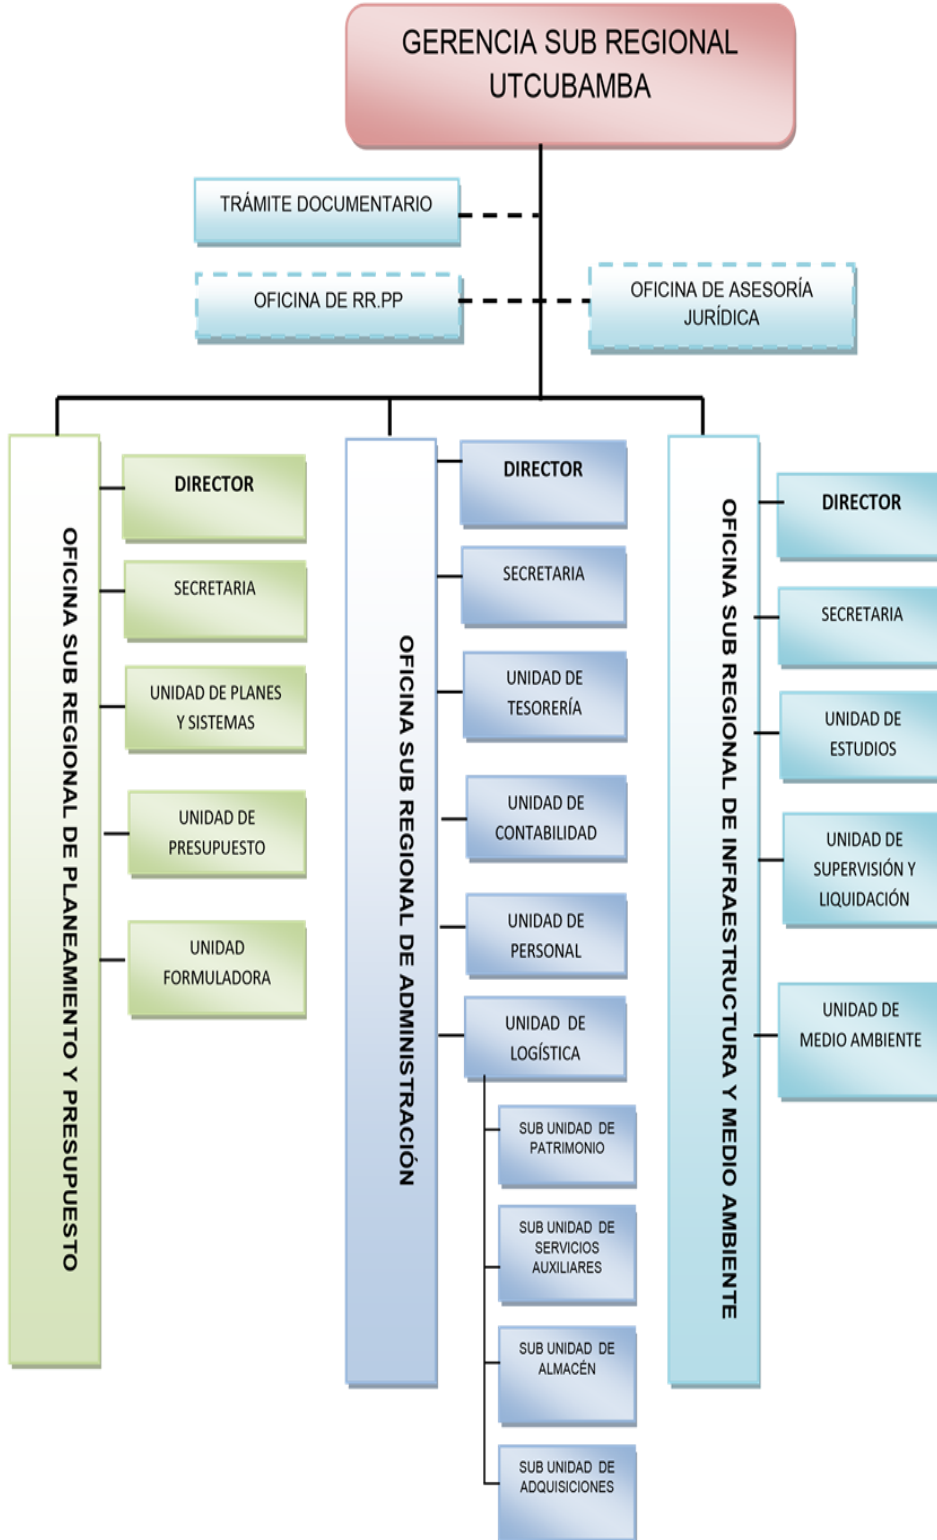 GERENCIA SUB REGIONAL
UTCUBAMBA
TRÁMITE DOCUMENTARIO
OFICINA DE RR.PP
OFICINA DE ASESORÍA
JURÍDICA
OFICINA SUB REGIONAL DE PLANEAMIENTO Y PRESUPUESTO
DIRECTOR
SECRETARIA
UNIDAD DE PLANES
Y SISTEMAS
UNIDAD DE
PRESUPUESTO
UNIDAD
FORMULADORA
OFICINA SUB REGIONAL DE ADMINISTRACIÓN
DIRECTOR
SECRETARIA
UNIDAD DE
TESORERÍA
UNIDAD DE
CONTABILIDAD
UNIDAD DE
PERSONAL
UNIDAD DE
LOGÍSTICA
SUB UNIDAD DE
PATRIMONIO
SUB UNIDAD DE
SERVICIOS
AUXILIARES
SUB UNIDAD DE
ALMACÉN
SUB UNIDAD DE
ADQUISICIONES
OFICINA SUB REGIONAL DE INFRAESTRUCTURA Y MEDIO AMBIENTE
DIRECTOR
SECRETARIA
UNIDAD DE
ESTUDIOS
UNIDAD DE
SUPERVISIÓN Y
LIQUIDACIÓN
UNIDAD DE
MEDIO AMBIENTE